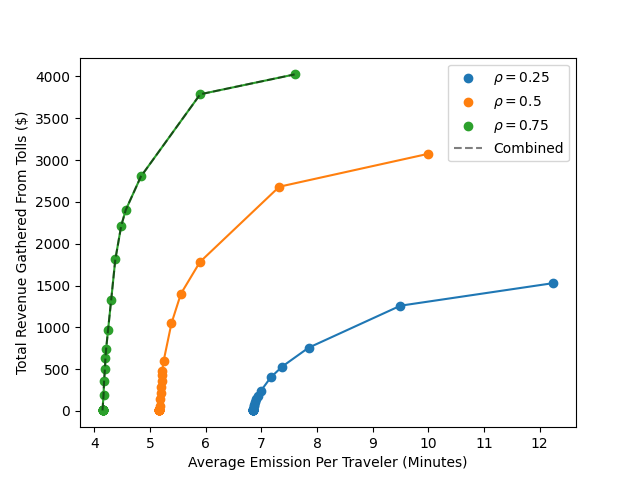 ρ = 0.25
ρ = 0.5
ρ = 0.75
Combined
Total Revenue Gathered From Tolls ($)
4000
3500
3000
2500
2000
1500
1000
500
0
4 5 6 7 8 9 10 11 12
Average Emission Per Traveler (Minutes)